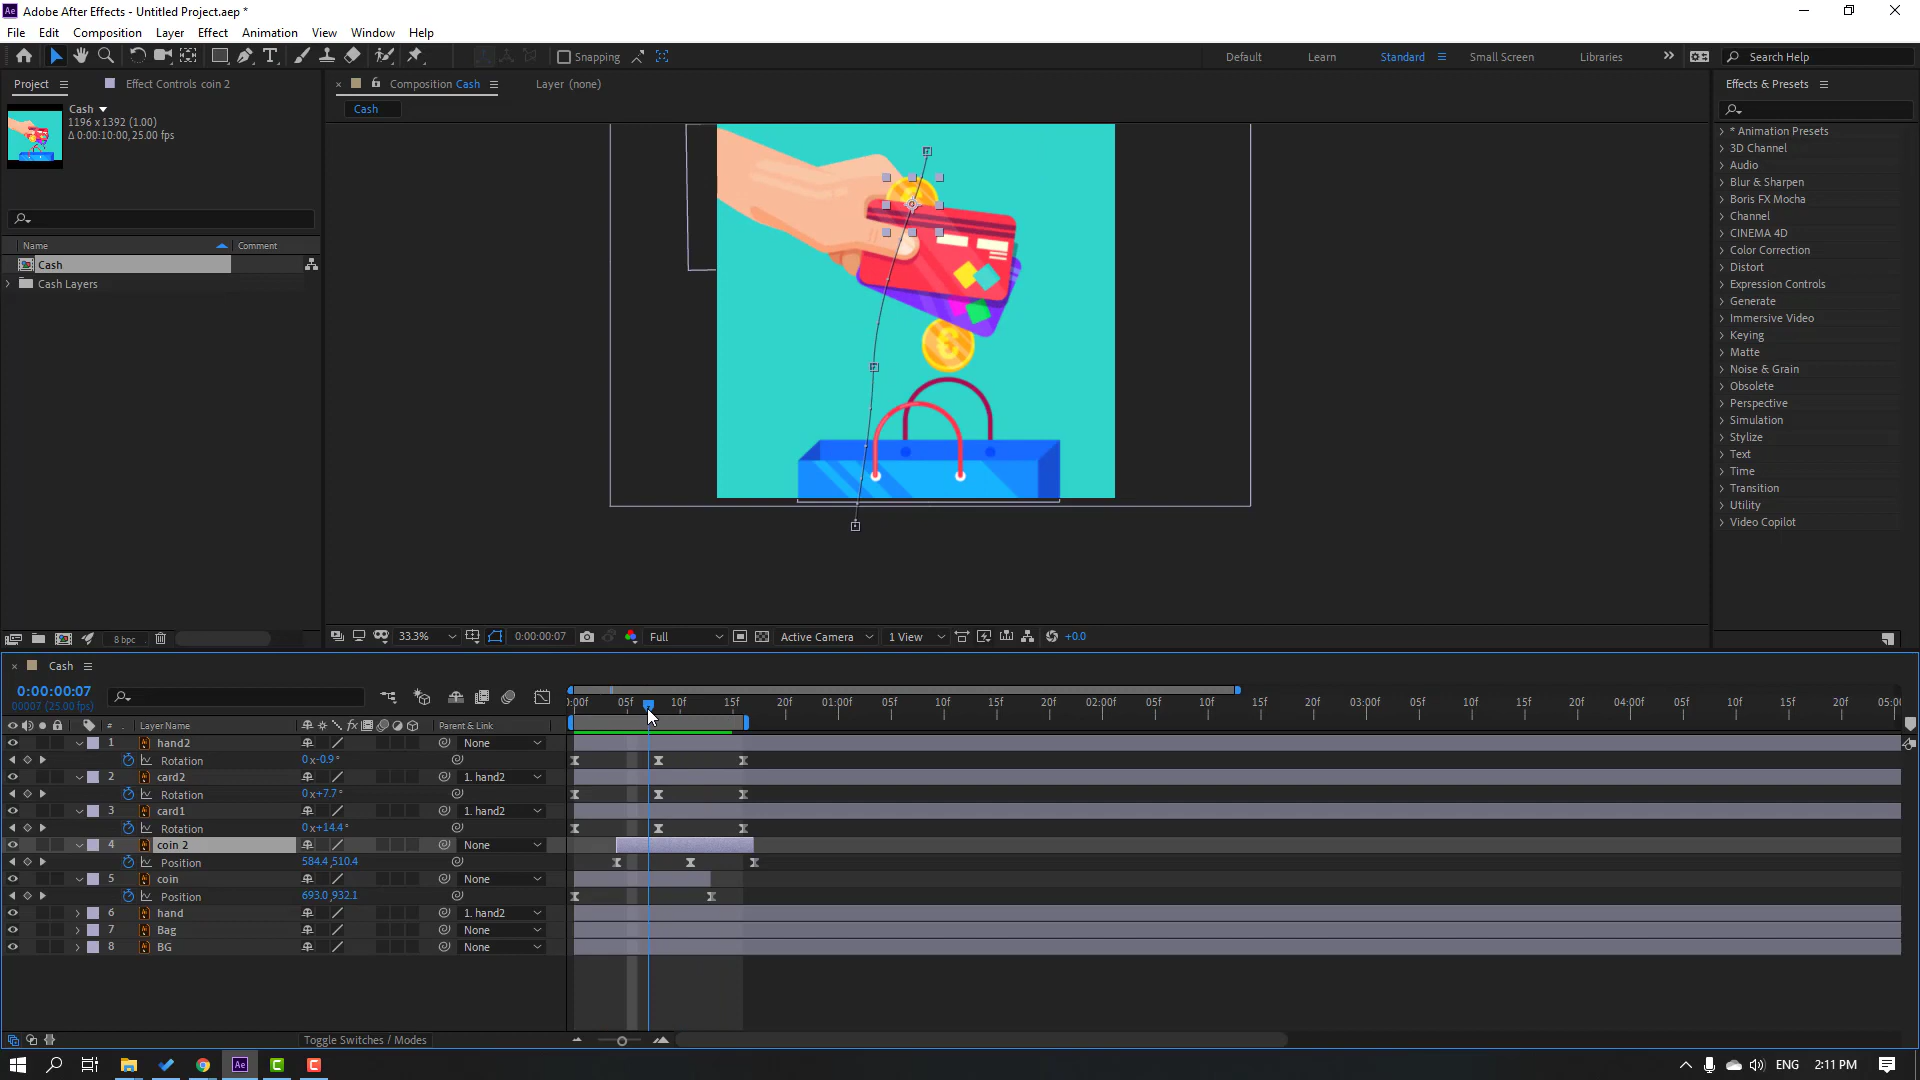 Ae Adobe After Effects - Untitled Project.aep *
File Edit Composition Layer Effect Animation View Window Help
Snapping Default Learn Standard Small Screen Libraries » Search Help
Project Effect Controls coin 2 Composition Cash Layer (none) Effects & Presets
Cash
1196 x 1392 (1.00)
Δ 0:00:10:00, 25.00 fps
Cash
Name Comment
Cash
Cash Layers
* Animation Presets
3D Channel
Audio
Blur & Sharpen
Boris FX Mocha
Channel
CINEMA 4D
Color Correction
Distort
Expression Controls
Generate
Immersive Video
Keying
Matte
Noise & Grain
Obsolete
Perspective
Simulation
Stylize
Text
Time
Transition
Utility
Video Copilot
8 bpc 33.3% 0:00:00:07 Full Active Camera 1 View +0.0
Cash
0:00:00:07
00007 (25.00 fps)
:00f 05f 10f 15f 20f 01:00f 05f 10f 15f 20f 02:00f 05f 10f 15f 20f 03:00f 05f 10f 15f 20f 04:00f 05f 10f 15f 20f 05:00
# Layer Name fx Parent & Link
1 hand2 None
Rotation 0x-0.9°
2 card2 1. hand2
Rotation 0x+7.7°
3 card1 1. hand2
Rotation 0x+14.4°
4 coin 2 None
Position 584.4,510.4
5 coin None
Position 693.0,932.1
6 hand 1. hand2
7 Bag None
8 BG None
Toggle Switches / Modes
Ae C C ENG 2:11 PM